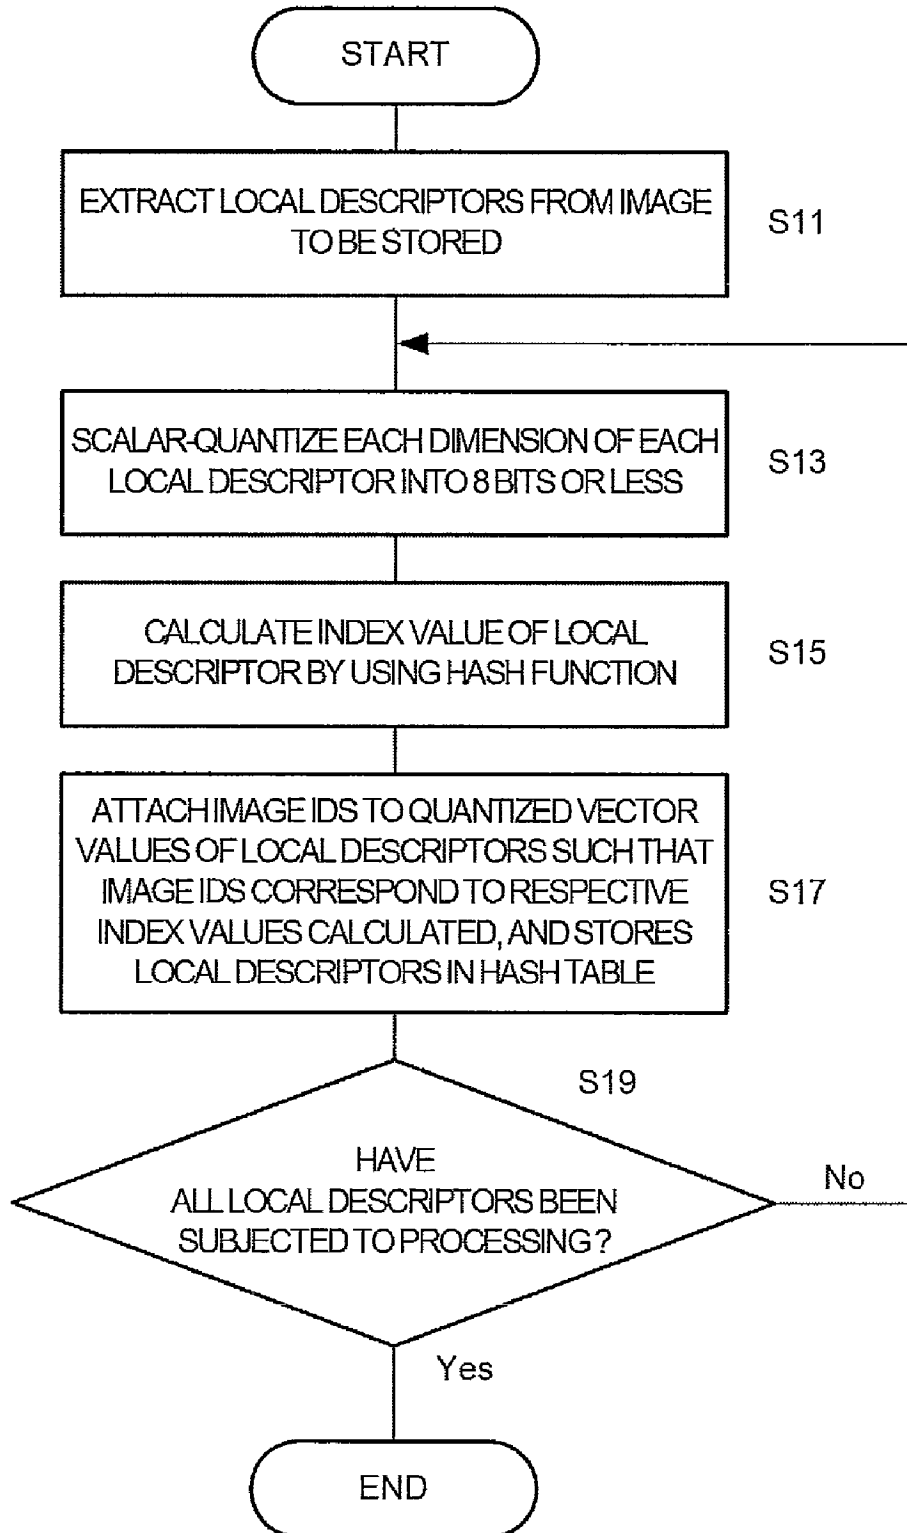 START
EXTRACT LOCAL DESCRIPTORS FROM IMAGE
TO BE STORED
S11
SCALAR-QUANTIZE EACH DIMENSION OF EACH
LOCAL DESCRIPTOR INTO 8 BITS OR LESS
S13
CALCULATE INDEX VALUE OF LOCAL
DESCRIPTOR BY USING HASH FUNCTION
S15
ATTACH IMAGE IDS TO QUANTIZED VECTOR
VALUES OF LOCAL DESCRIPTORS SUCH THAT
IMAGE IDS CORRESPOND TO RESPECTIVE
INDEX VALUES CALCULATED, AND STORES
LOCAL DESCRIPTORS IN HASH TABLE
S17
S19
HAVE
ALL LOCAL DESCRIPTORS BEEN
SUBJECTED TO PROCESSING?
No
Yes
END